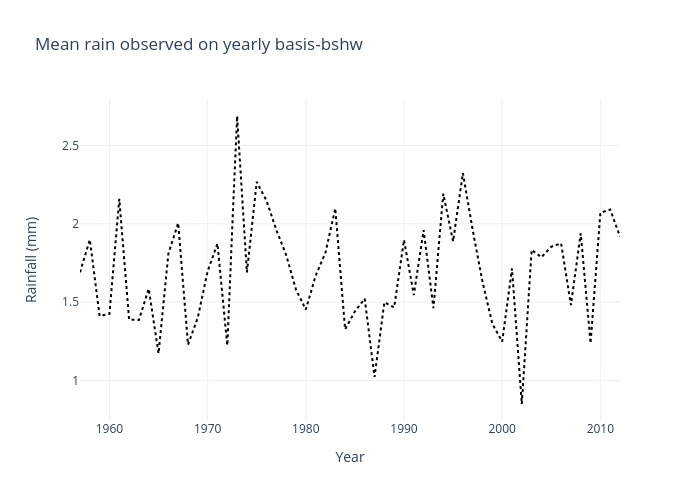 Mean rain observed on yearly basis-bshw
2.5
2
1.5
1
Rainfall (mm)
1960 1970 1980 1990 2000 2010
Year